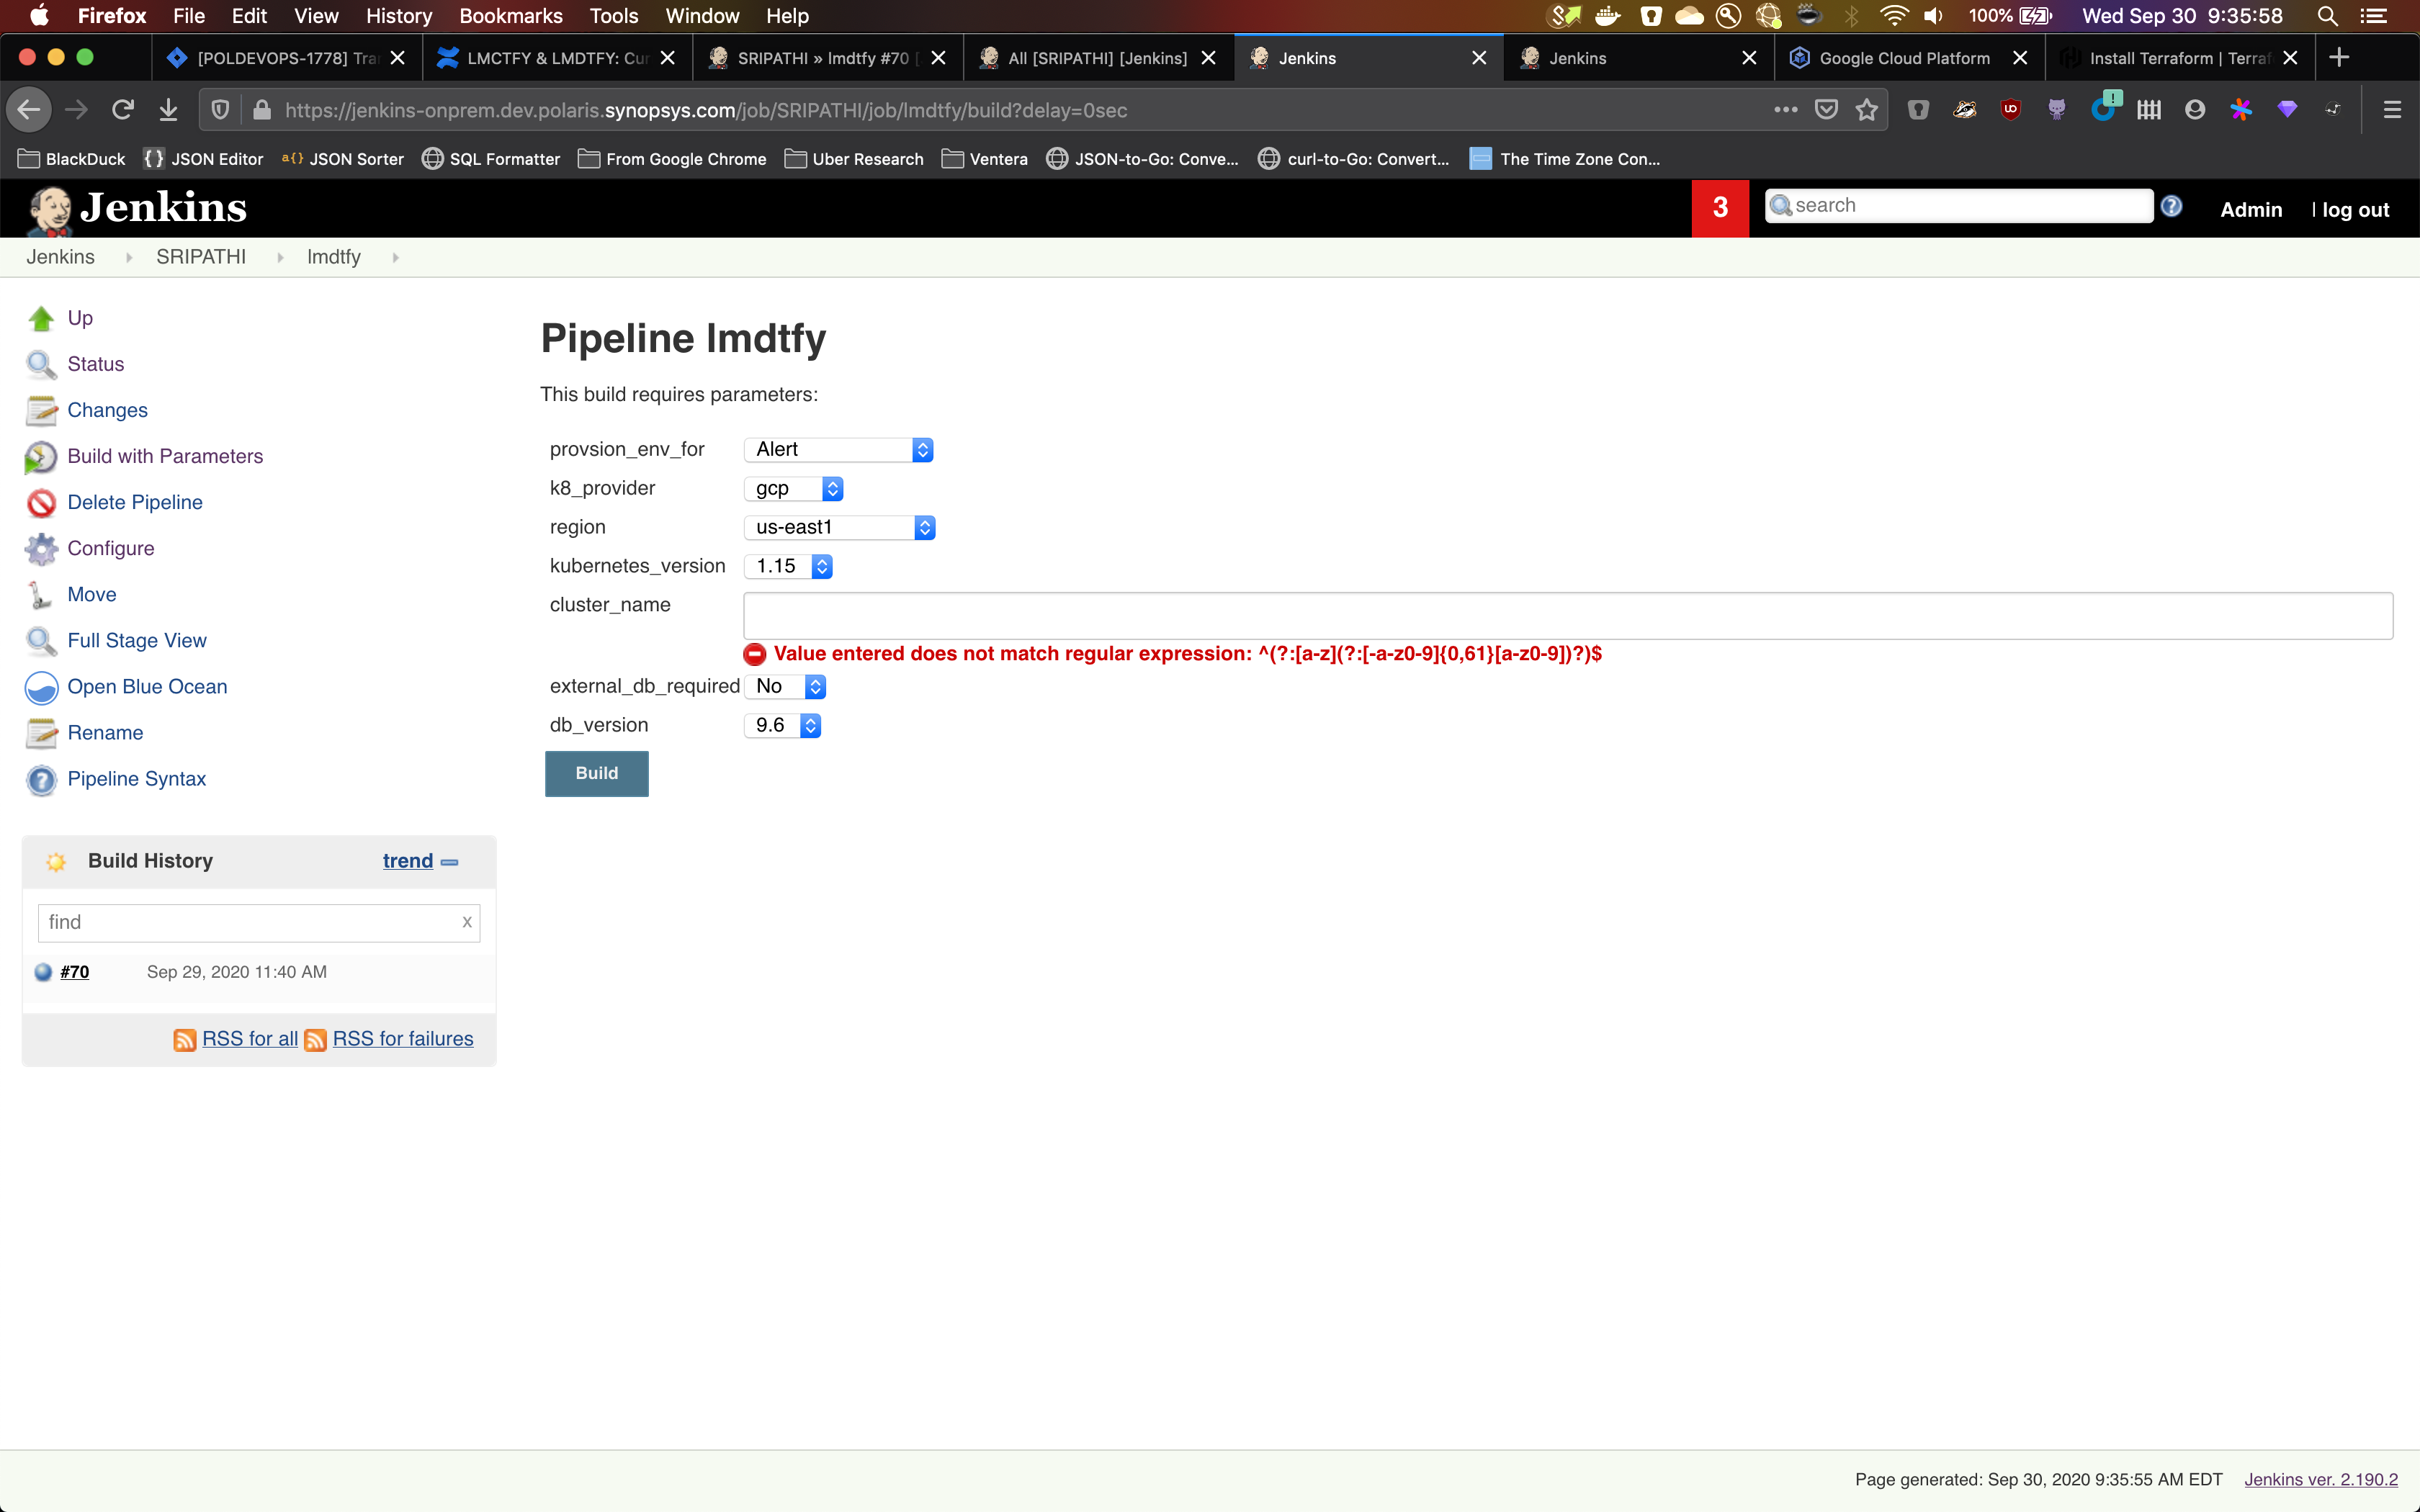 Firefox File Edit View History Bookmarks Tools Window Help 100% Wed Sep 30 9:35:58
[POLDEVOPS-1778] Tra LMCTFY & LMDTFY: Cur SRIPATHI » lmdtfy #70 [ All [SRIPATHI] [Jenkins] Jenkins Jenkins Google Cloud Platform Install Terraform | Terraf
https://jenkins-onprem.dev.polaris.synopsys.com/job/SRIPATHI/job/lmdtfy/build?delay=0sec
BlackDuck JSON Editor JSON Sorter SQL Formatter From Google Chrome Uber Research Ventera JSON-to-Go: Conve... curl-to-Go: Convert... The Time Zone Con...
Jenkins 3 search Admin | log out
Jenkins SRIPATHI lmdtfy
Up
Status
Changes
Build with Parameters
Delete Pipeline
Configure
Move
Full Stage View
Open Blue Ocean
Rename
Pipeline Syntax
Build History trend
find x
#70 Sep 29, 2020 11:40 AM
RSS for all RSS for failures
Pipeline lmdtfy
This build requires parameters:
provsion_env_for Alert
k8_provider gcp
region us-east1
kubernetes_version 1.15
cluster_name
Value entered does not match regular expression: ^(?:[a-z](?:[-a-z0-9]{0,61}[a-z0-9])?)$
external_db_required No
db_version 9.6
Build
Page generated: Sep 30, 2020 9:35:55 AM EDT Jenkins ver. 2.190.2